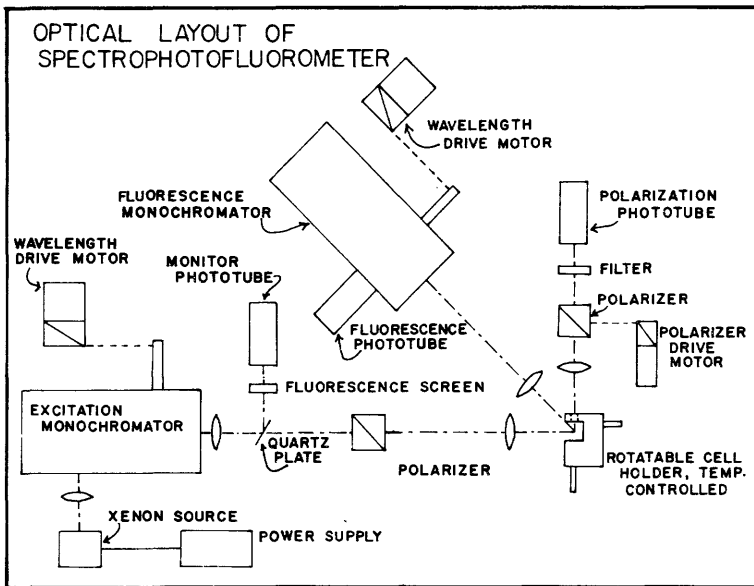 OPTICAL LAYOUT OF
SPECTROPHOTOFLUOROMETER
WAVELENGTH
DRIVE MOTOR
FLUORESCENCE
MONOCHROMATOR
POLARIZATION
PHOTOTUBE
WAVELENGTH
DRIVE MOTOR
MONITOR
PHOTOTUBE
FILTER
POLARIZER
FLUORESCENCE
PHOTOTUBE
POLARIZER
DRIVE
MOTOR
FLUORESCENCE SCREEN
EXCITATION
MONOCHROMATOR
QUARTZ
PLATE
POLARIZER
ROTATABLE CELL
HOLDER, TEMP.
CONTROLLED
XENON SOURCE
POWER SUPPLY